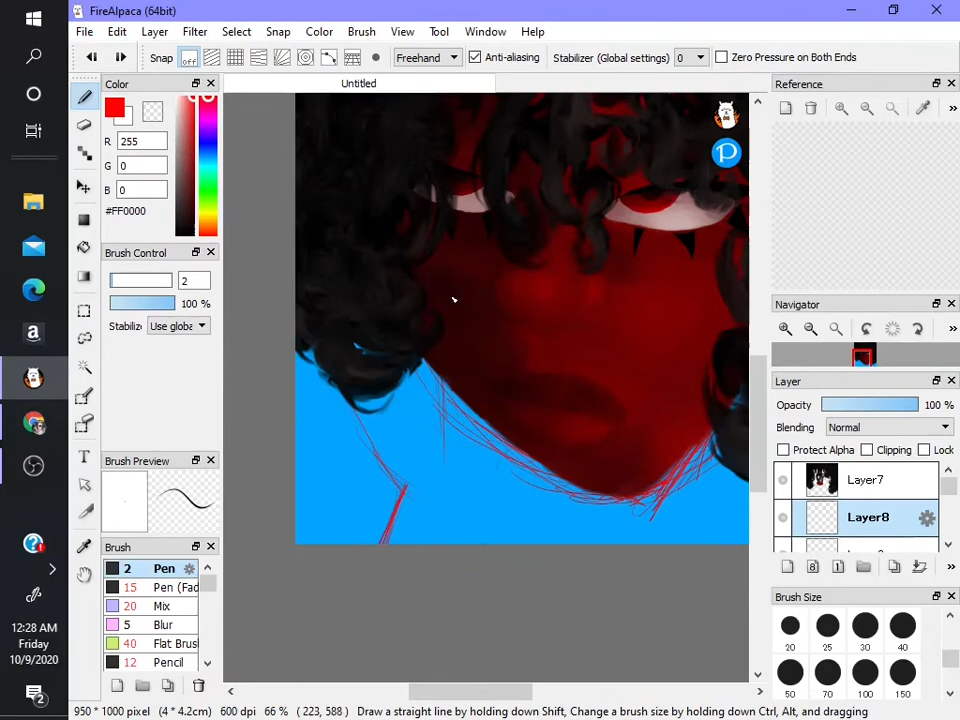 FireAlpaca (64bit)
File Edit Layer Filter Select Snap Color Brush View Tool Window Help
Snap off Freehand Anti-aliasing Stabilizer (Global settings) 0 Zero Pressure on Both Ends
Untitled
Color
R 255
G 0
B 0
#FF0000
Brush Control
2
100 %
Stabiliz Use globa
Brush Preview
Brush
2 Pen
15 Pen (Fad
20 Mix
5 Blur
40 Flat Brus
12 Pencil
Reference
Navigator
Layer
Opacity 100 %
Blending Normal
Protect Alpha Clipping Lock
Layer7
Layer8
8 1
Brush Size
20 25 30 40
50 70 100 150
12:28 AM
Friday
10/9/2020
2
950 * 1000 pixel (4 * 4.2cm) 600 dpi 66 % ( 223, 588 ) Draw a straight line by holding down Shift, Change a brush size by holding down Ctrl, Alt, and dragging